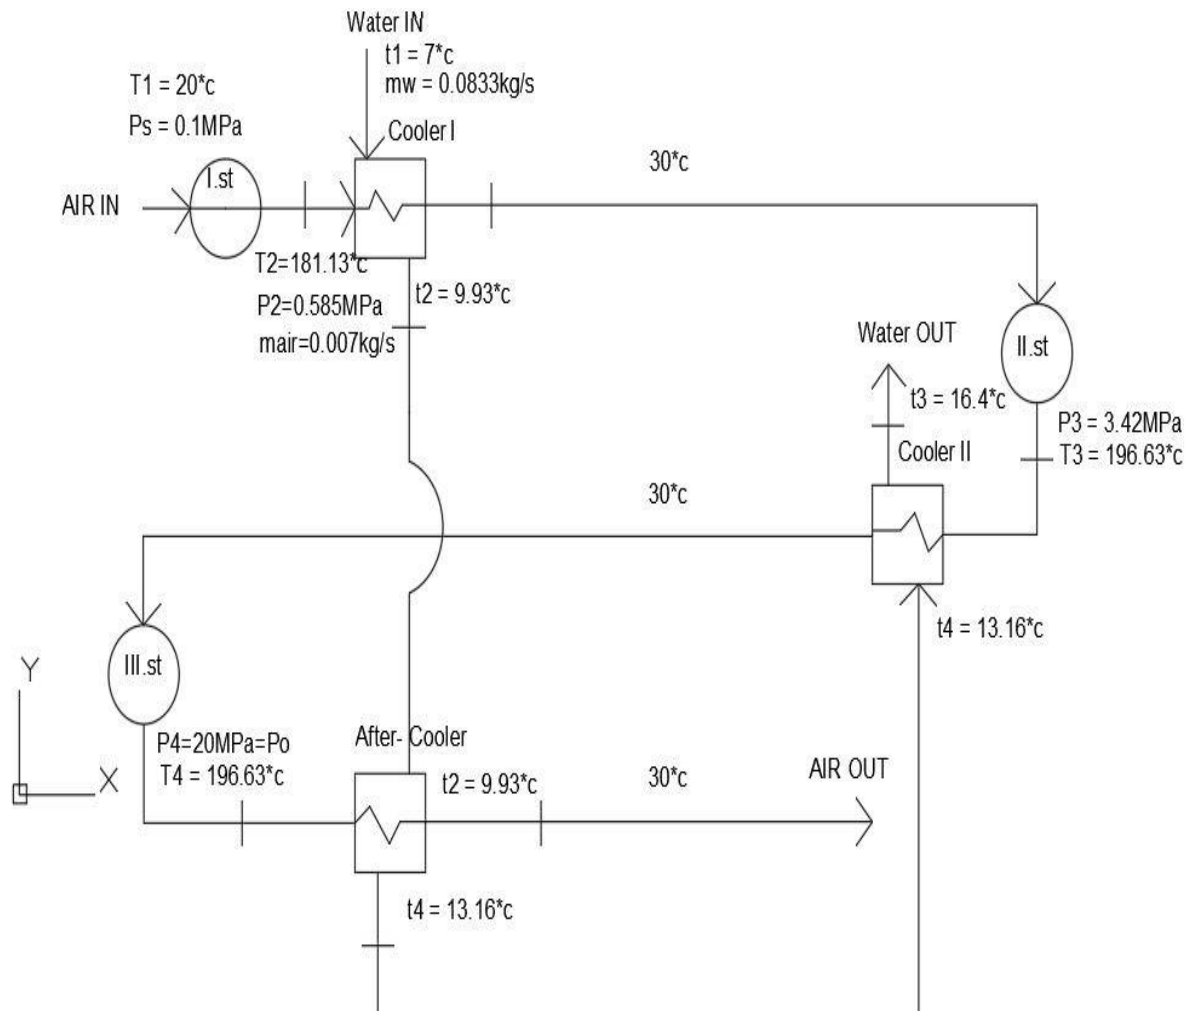 Water IN
t1 = 7*c
mw = 0.0833kg/s
T1 = 20*c
Ps = 0.1MPa
Cooler I
I.st
30*c
AIR IN
T2=181.13*c
P2=0.585MPa
mair=0.007kg/s
t2 = 9.93*c
Water OUT
II.st
t3 = 16.4*c
P3 = 3.42MPa
T3 = 196.63*c
Cooler II
30*c
t4 = 13.16*c
III.st
Y
X
P4=20MPa=Po
T4 = 196.63*c
After- Cooler
t2 = 9.93*c
30*c
AIR OUT
t4 = 13.16*c